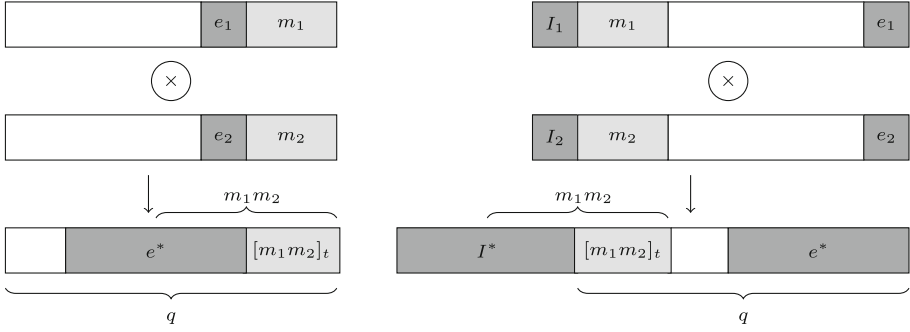 e₁ m₁ I₁ m₁ e₁
× ×
e₂ m₂ I₂ m₂ e₂
m₁m₂ m₁m₂
e* [m₁m₂]ₜ I* [m₁m₂]ₜ e*
q q